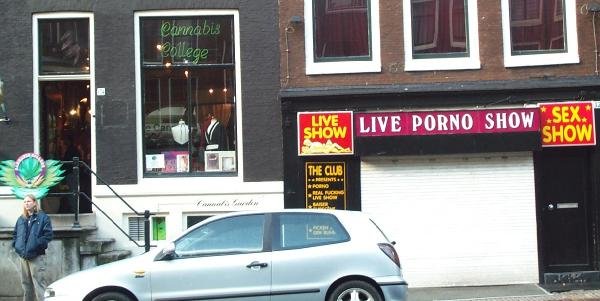 Cannabis
College
LIVE
SHOW
LIVE PORNO SHOW
SEX
SHOW
THE CLUB
PRESENTS
PORNO
REAL FUCKING
LIVE SHOW
Cannabis Garden